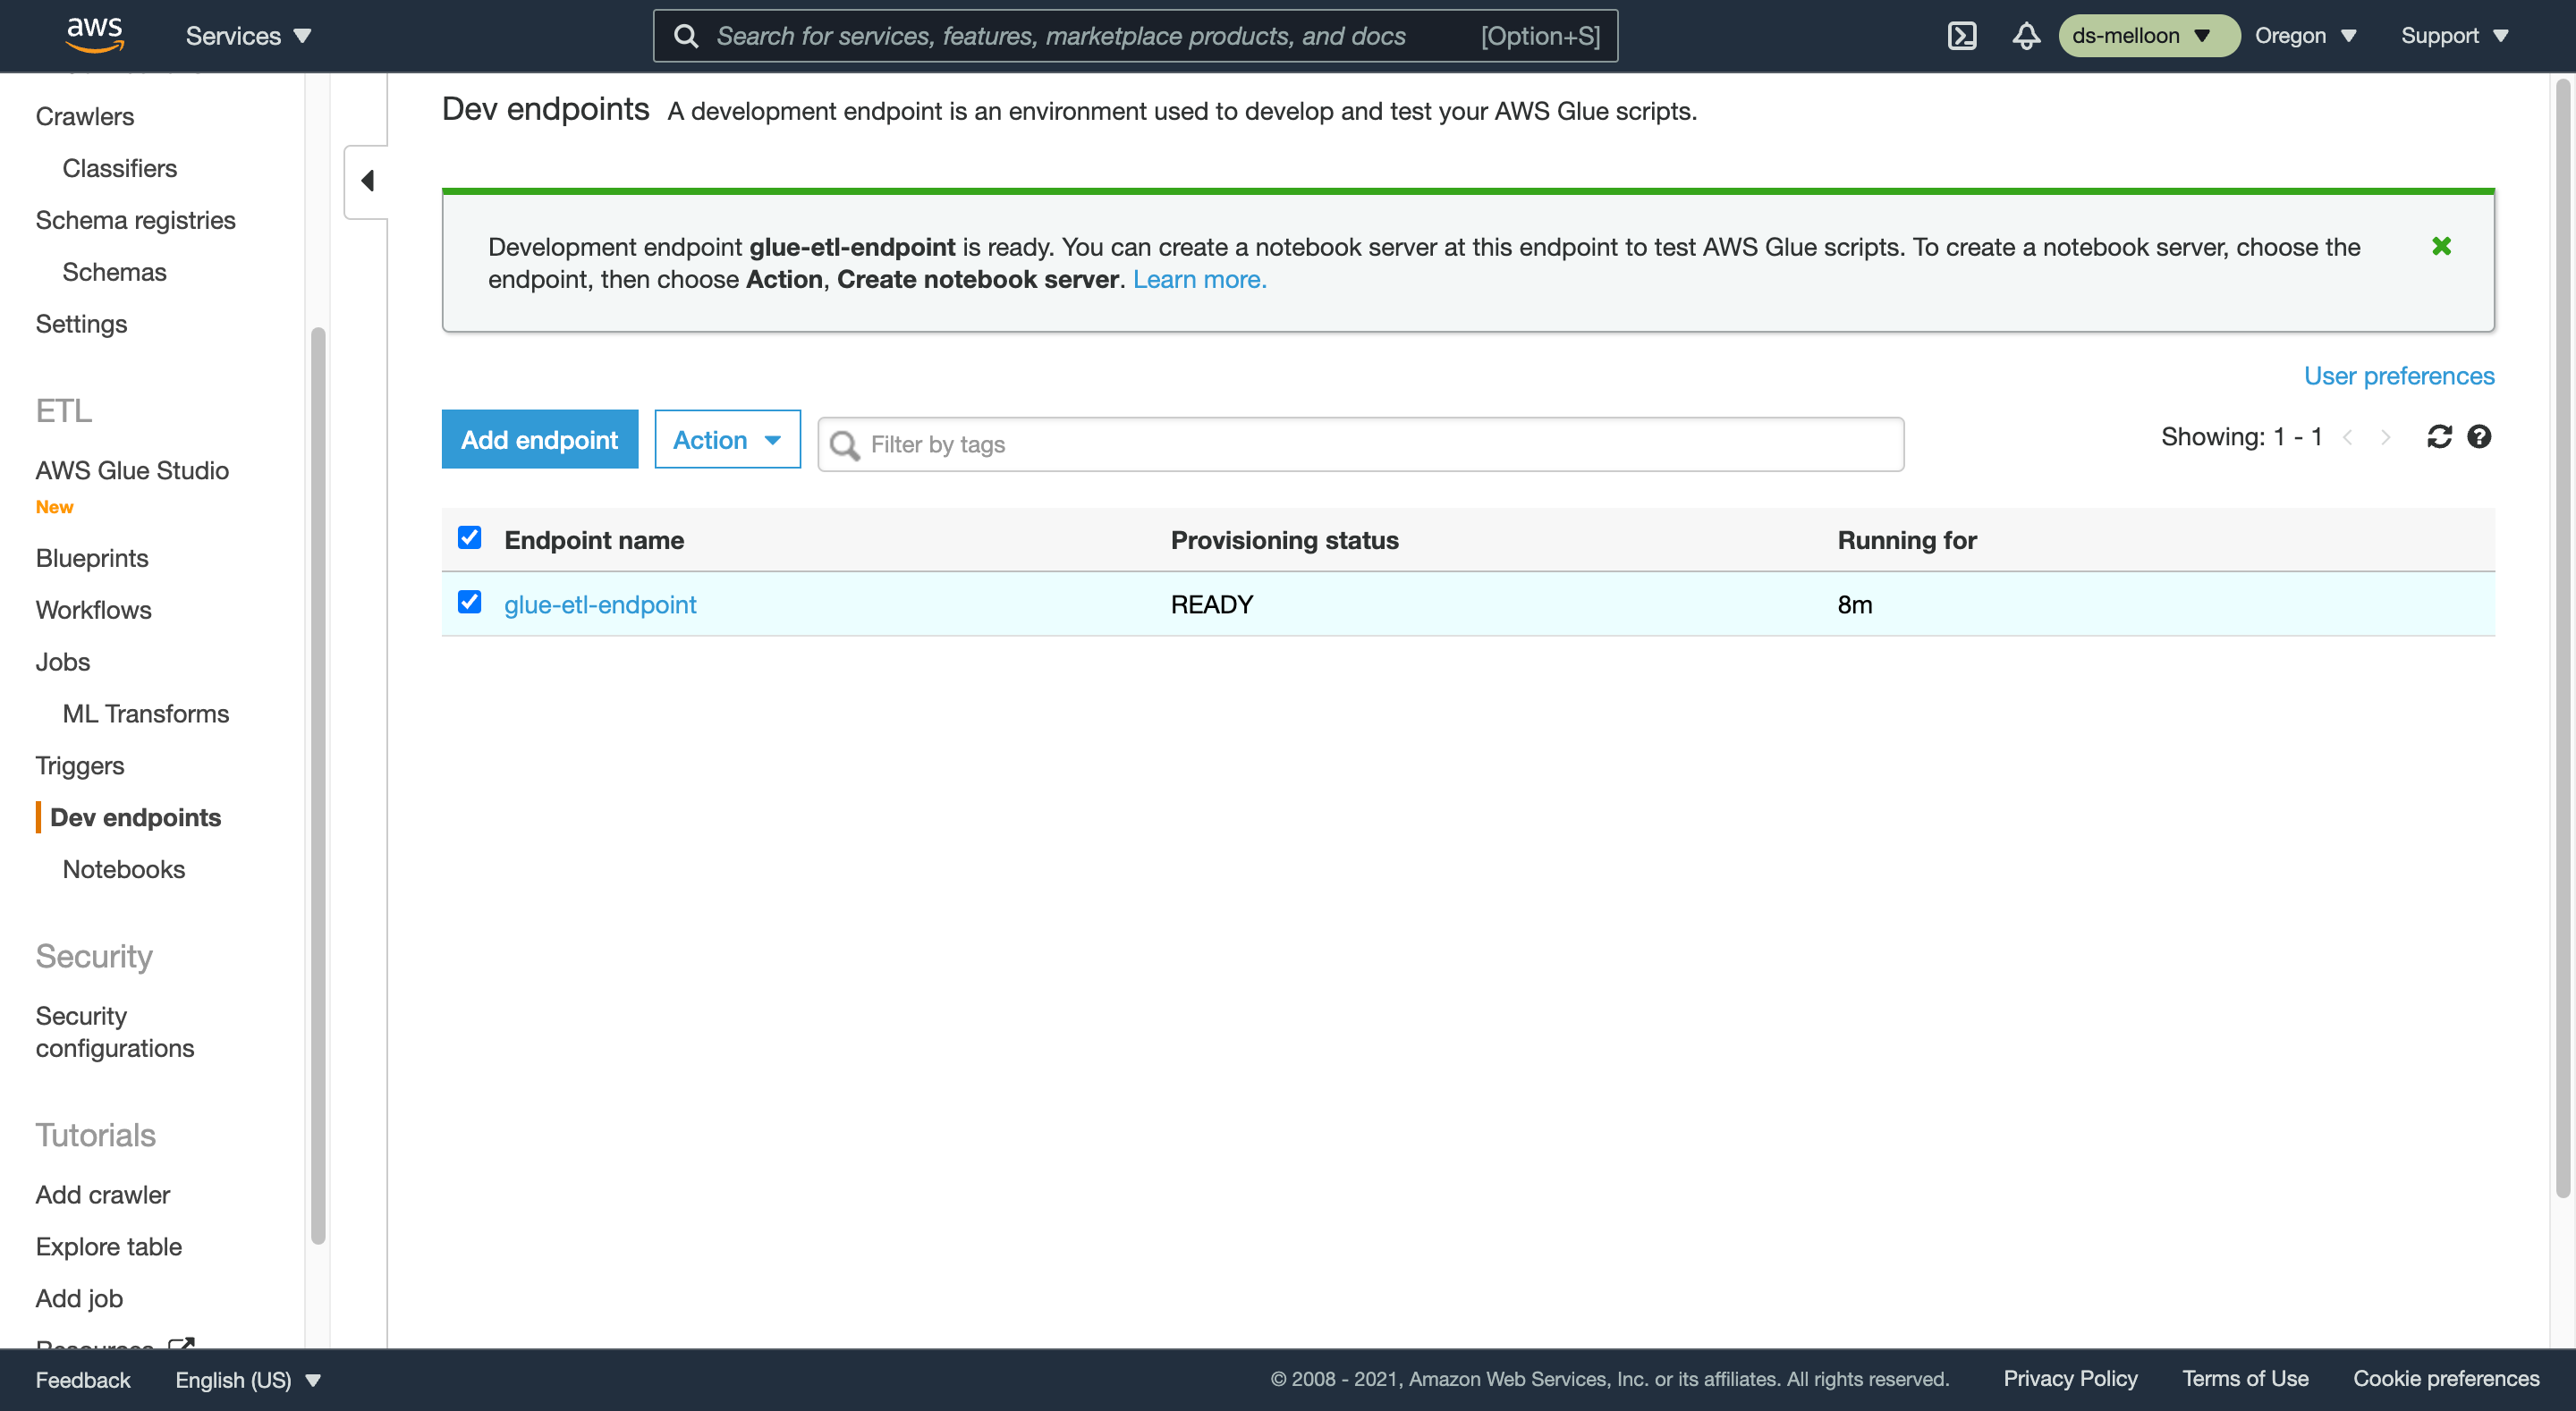 aws
Services
Search for services, features, marketplace products, and docs
[Option+S]
ds-melloon
Oregon
Support
Crawlers
Classifiers
Schema registries
Schemas
Settings
ETL
AWS Glue Studio
New
Blueprints
Workflows
Jobs
ML Transforms
Triggers
Dev endpoints
Notebooks
Security
Security
configurations
Tutorials
Add crawler
Explore table
Add job
Dev endpoints A development endpoint is an environment used to develop and test your AWS Glue scripts.
Development endpoint glue-etl-endpoint is ready. You can create a notebook server at this endpoint to test AWS Glue scripts. To create a notebook server, choose the
endpoint, then choose Action, Create notebook server. Learn more.
User preferences
Add endpoint
Action
Filter by tags
Showing: 1 - 1
Endpoint name Provisioning status Running for
glue-etl-endpoint READY 8m
Feedback
English (US)
© 2008 - 2021, Amazon Web Services, Inc. or its affiliates. All rights reserved.
Privacy Policy
Terms of Use
Cookie preferences